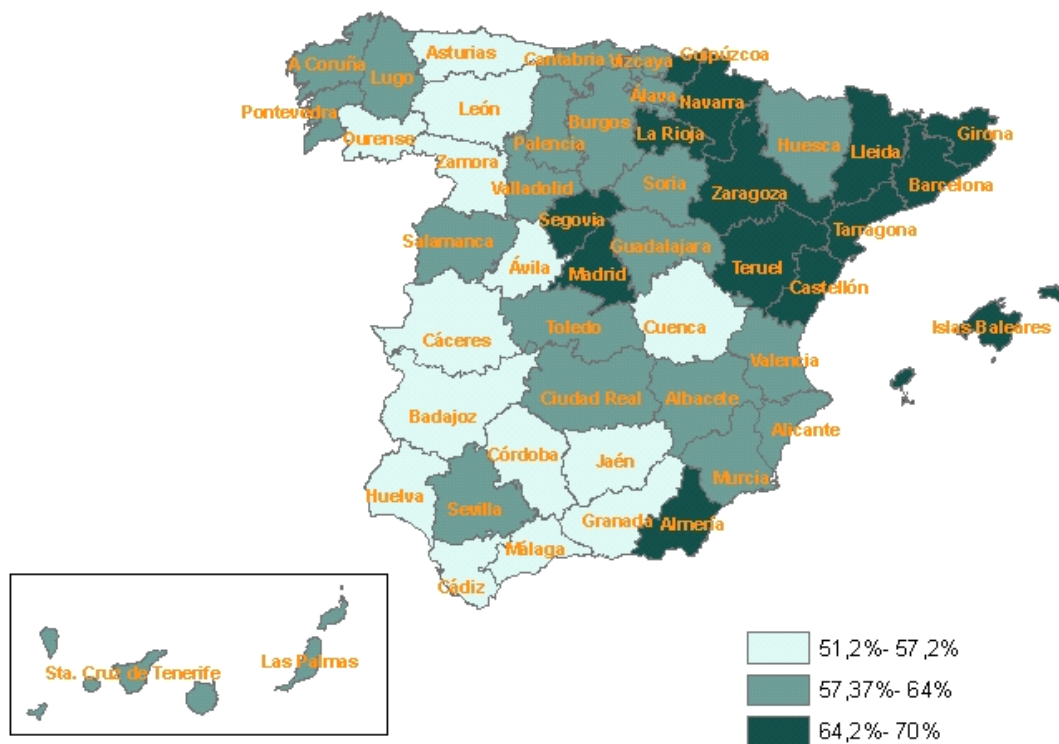 Asturias
Cantabria
Vizcaya
Guipúzcoa
A Coruña
Lugo
Álava
Navarra
León
Pontevedra
Burgos
La Rioja
Huesca
Lleida
Girona
Ourense
Palencia
Zamora
Barcelona
Valladolid
Soria
Zaragoza
Segovia
Tarragona
Salamanca
Guadalajara
Ávila
Madrid
Teruel
Castellón
Toledo
Cuenca
Islas Baleares
Cáceres
Valencia
Ciudad Real
Albacete
Badajoz
Alicante
Córdoba
Jaén
Murcia
Huelva
Sevilla
Granada
Almería
Málaga
Cádiz
Sta. Cruz de Tenerife
Las Palmas
51,2%- 57,2%
57,37%- 64%
64,2%- 70%